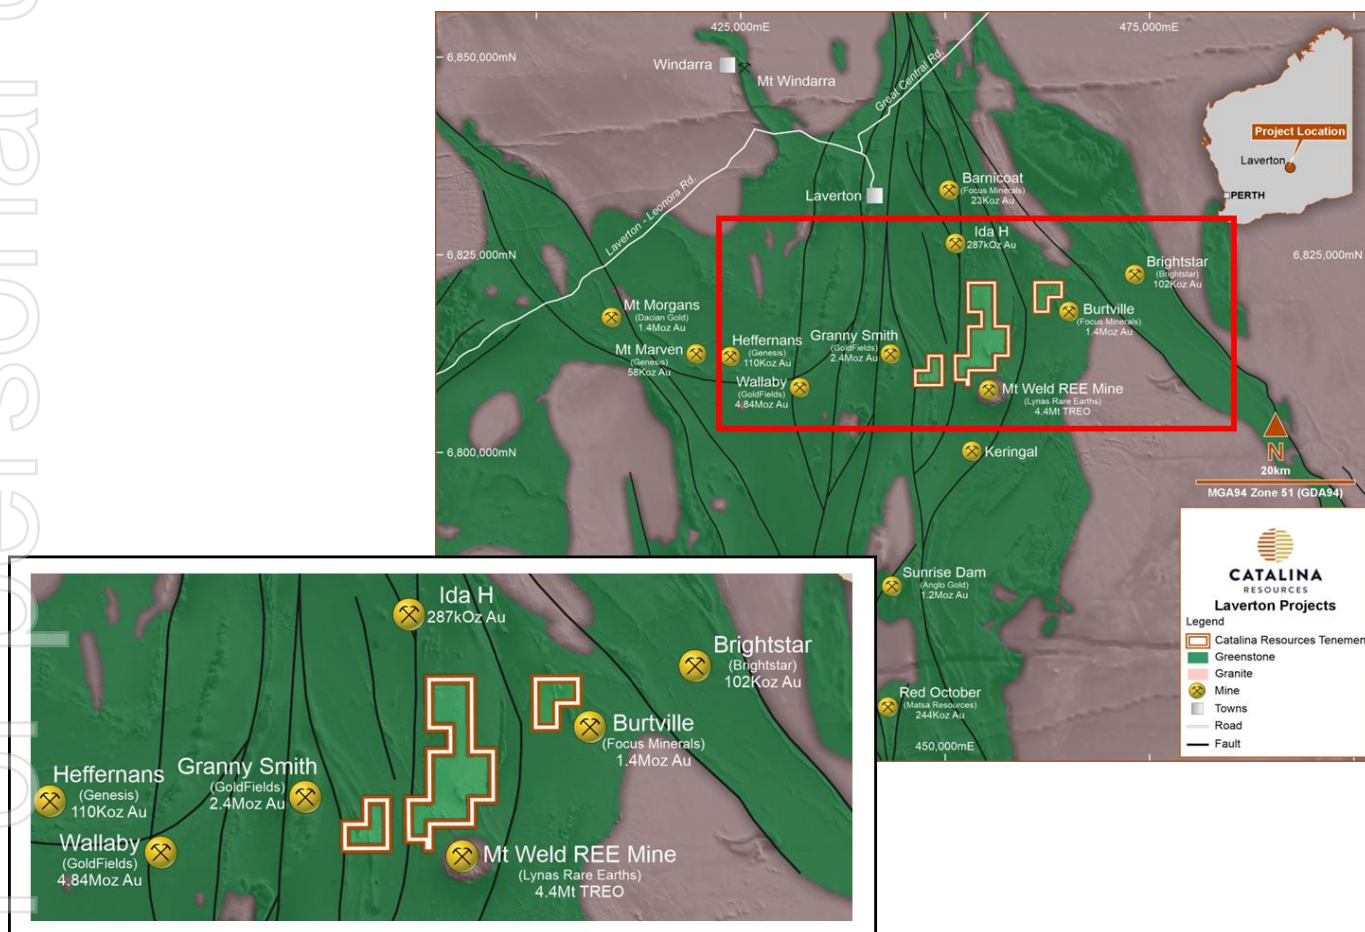 For personal
425,000mE
475,000mE
6,850,000mN
Windarra
Mt Windarra
Great Central Rd.
Project Location
Laverton
PERTH
Laverton - Leonora Rd.
Laverton
Barnicoat
(Focus Minerals)
23Koz Au
Ida H
287kOz Au
6,825,000mN
6,825,000mN
Brightstar
(Brightstar)
102Koz Au
Mt Morgans
(Dacian Gold)
1.4Moz Au
Burtville
(Focus Minerals)
1.4Moz Au
Mt Marven
(Genesis)
58Koz Au
Heffernans
(Genesis)
110Koz Au
Granny Smith
(GoldFields)
2.4Moz Au
Wallaby
(GoldFields)
4.84Moz Au
Mt Weld REE Mine
(Lynas Rare Earths)
4.4Mt TREO
6,800,000mN
Keringal
N
20km
MGA94 Zone 51 (GDA94)
Sunrise Dam
(Anglo Gold)
1.2Moz Au
Red October
(Matsa Resources)
244Koz Au
450,000mE
CATALINA
RESOURCES
Laverton Projects
Legend
Catalina Resources Tenemen
Greenstone
Granite
Mine
Towns
Road
Fault
Ida H
287kOz Au
Brightstar
(Brightstar)
102Koz Au
Burtville
(Focus Minerals)
1.4Moz Au
Heffernans
(Genesis)
110Koz Au
Granny Smith
(GoldFields)
2.4Moz Au
Wallaby
(GoldFields)
4.84Moz Au
Mt Weld REE Mine
(Lynas Rare Earths)
4.4Mt TREO